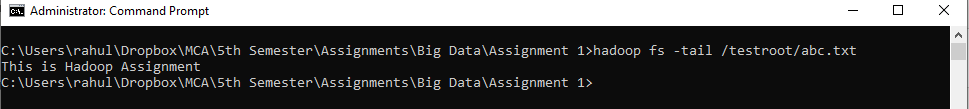 Administrator: Command Prompt
C:\Users\rahul\Dropbox\MCA\5th Semester\Assignments\Big Data\Assignment 1>hadoop fs -tail /testroot/abc.txt
This is Hadoop Assignment
C:\Users\rahul\Dropbox\MCA\5th Semester\Assignments\Big Data\Assignment 1>